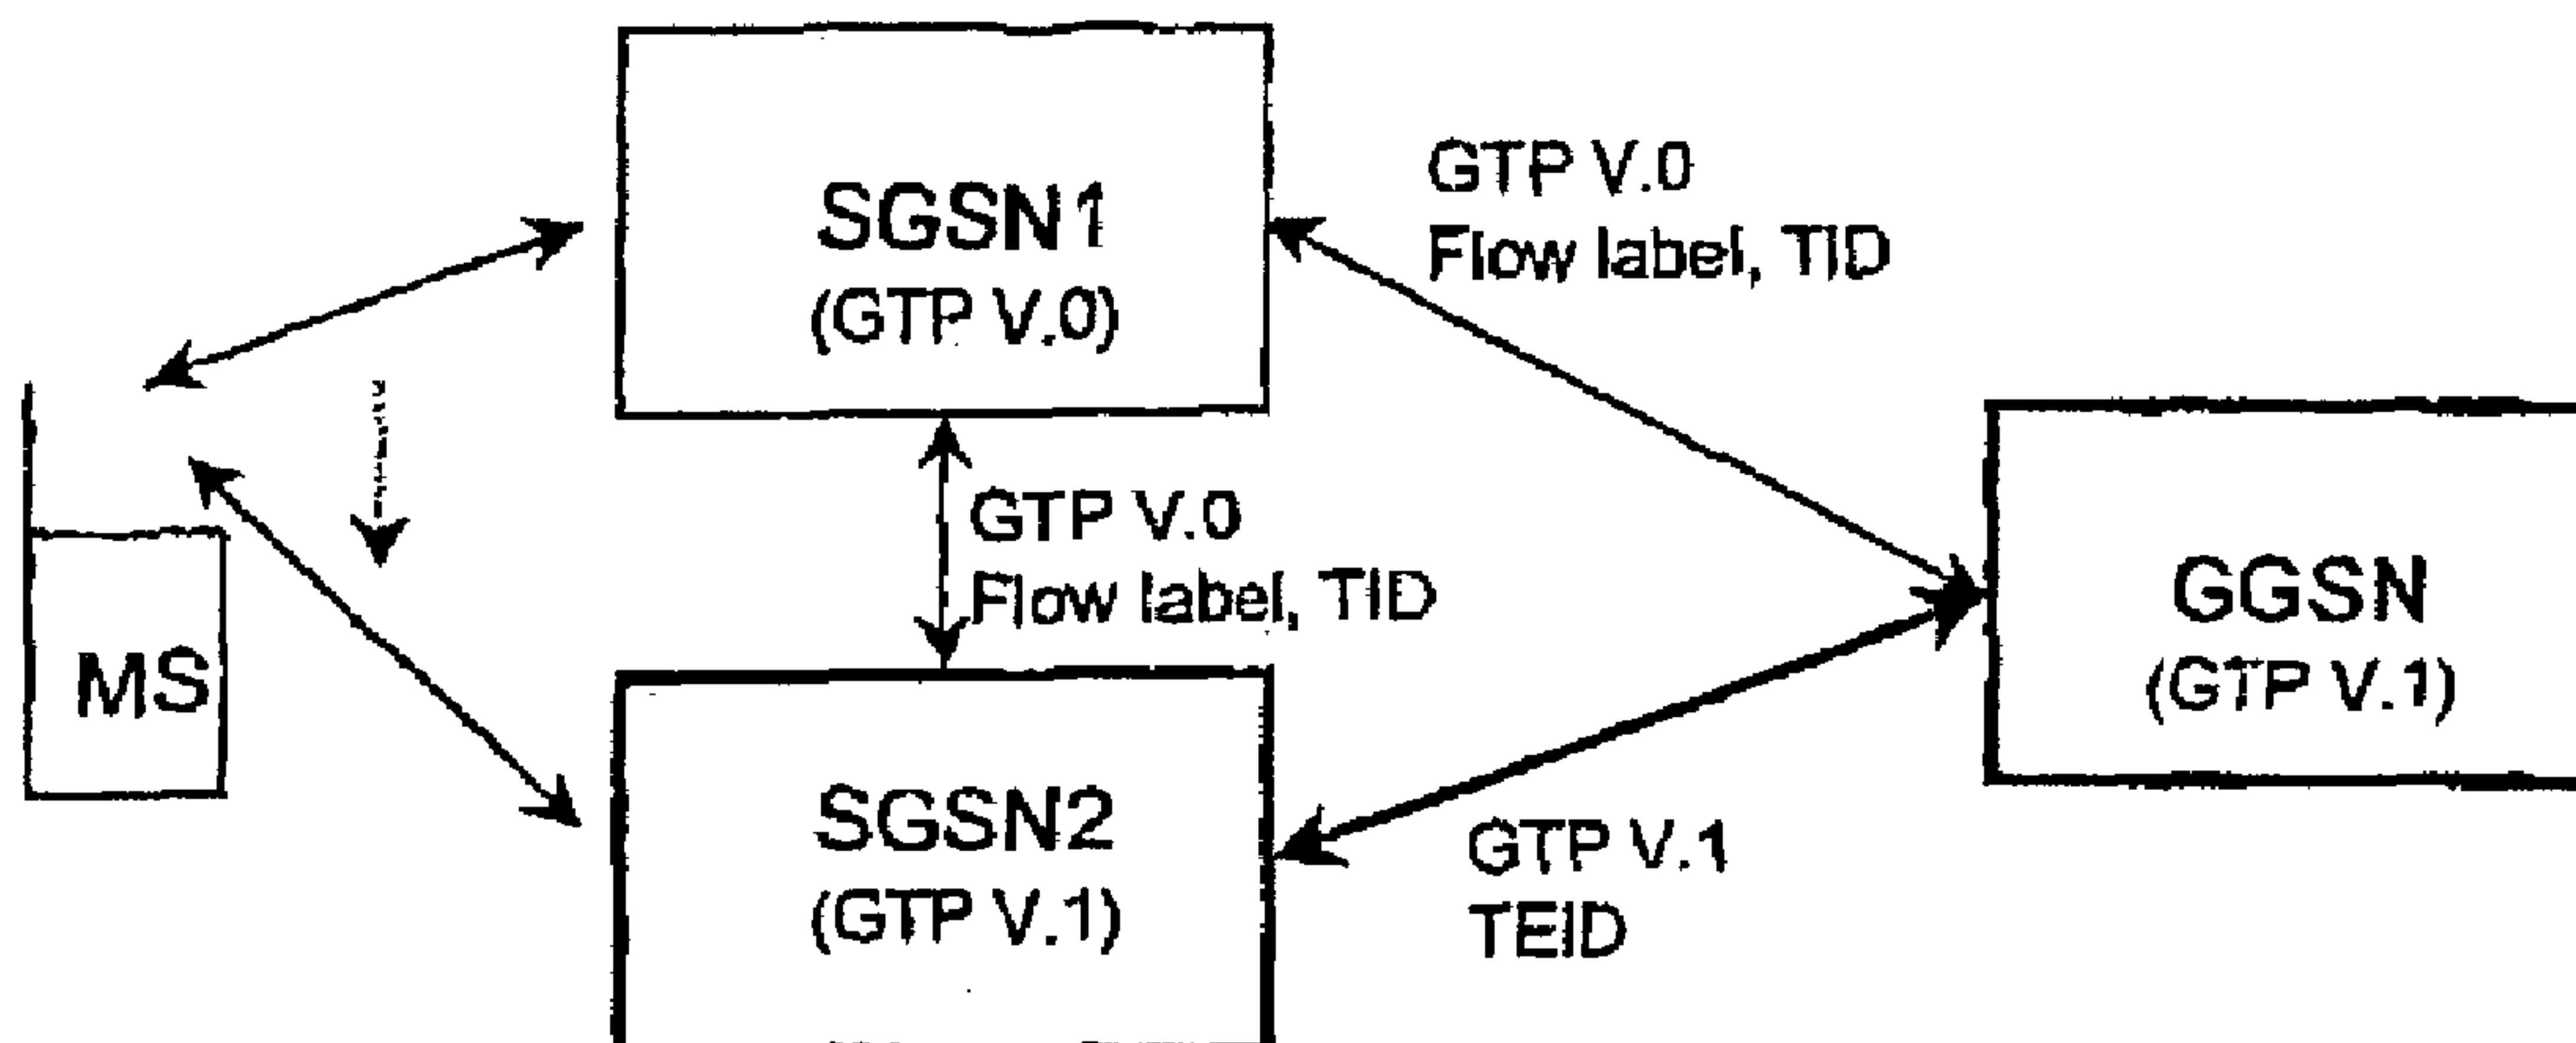 SGSN1
(GTP V.0)
GTP V.0
Flow label, TID
GTP V.0
Flow label, TID
MS
GGSN
(GTP V.1)
SGSN2
(GTP V.1)
GTP V.1
TEID